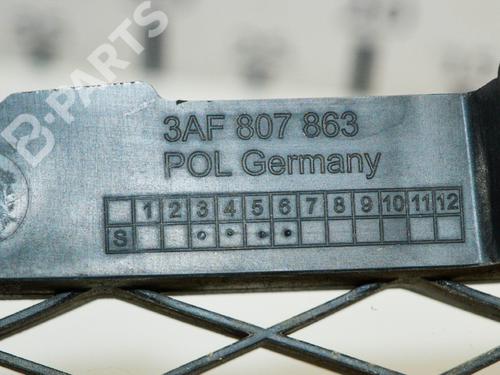 B-PARTS
3AF 807 863
POL Germany
1 2 3 4 5 6 7 8 9 10 11 12
S